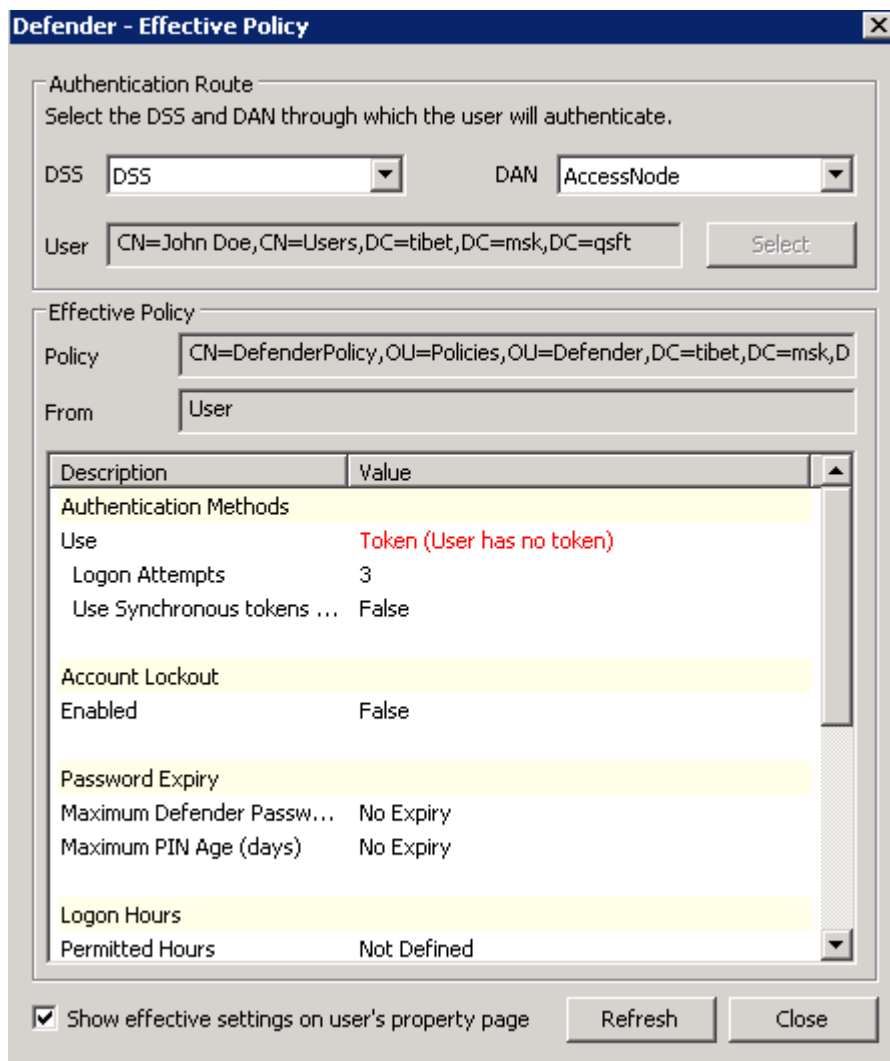 Defender - Effective Policy
Authentication Route
Select the DSS and DAN through which the user will authenticate.
DSS DSS DAN AccessNode
User CN=John Doe,CN=Users,DC=tibet,DC=msk,DC=qsft Select
Effective Policy
Policy CN=DefenderPolicy,OU=Policies,OU=Defender,DC=tibet,DC=msk,D
From User
Description Value
Authentication Methods
Use Token (User has no token)
Logon Attempts 3
Use Synchronous tokens ... False
Account Lockout
Enabled False
Password Expiry
Maximum Defender Passw... No Expiry
Maximum PIN Age (days) No Expiry
Logon Hours
Permitted Hours Not Defined
Show effective settings on user's property page Refresh Close